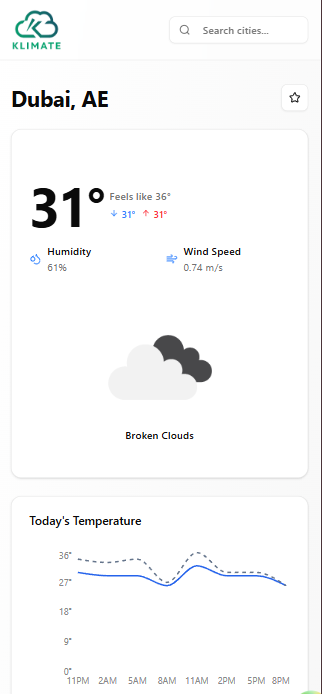 KLIMATE
Search cities...
Dubai, AE
31°
Feels like 36°
31° 31°
Humidity
61%
Wind Speed
0.74 m/s
Broken Clouds
Today's Temperature
36°
27°
18°
9°
0°
11PM 2AM 5AM 8AM 11AM 2PM 5PM 8PM